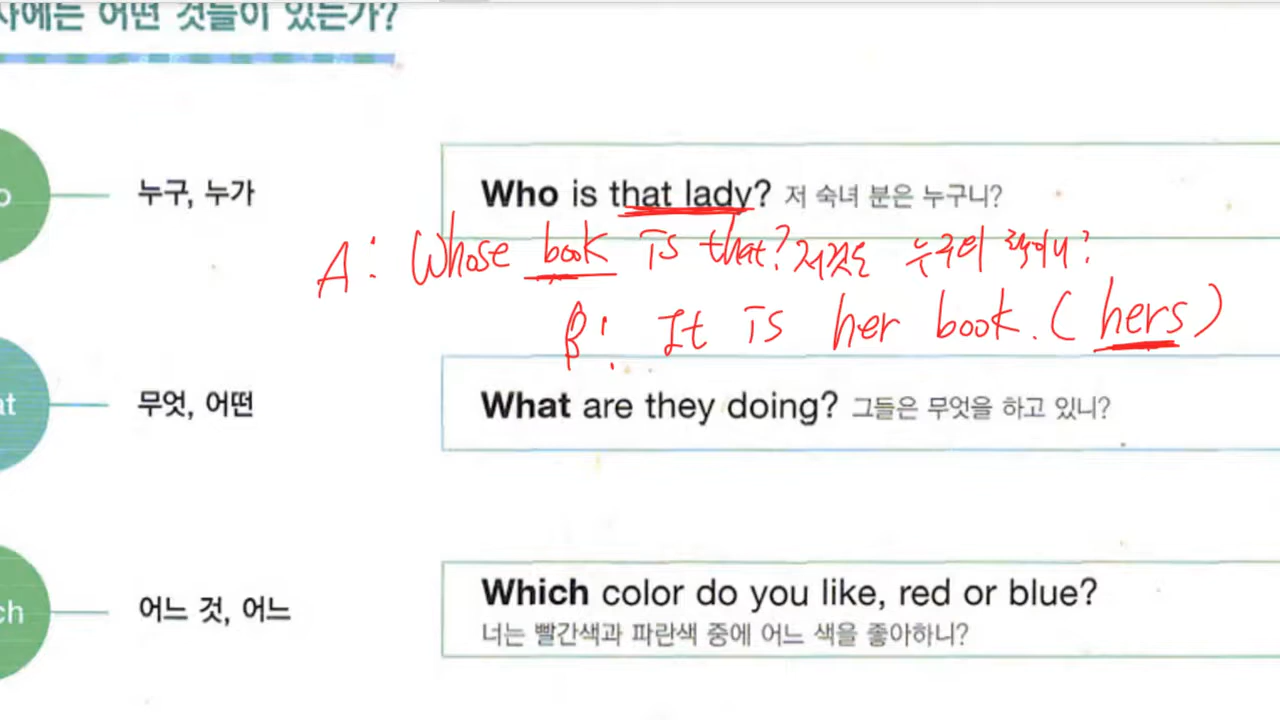 사에는 어떤 것들이 있는가?
o
누구, 누가
Who is that lady? 저 숙녀 분은 누구니?
A: Whose book is that? 저것은 누구의 책이니?
B: It is her book. (hers)
at
무엇, 어떤
What are they doing? 그들은 무엇을 하고 있니?
ch
어느 것, 어느
Which color do you like, red or blue?
너는 빨간색과 파란색 중에 어느 색을 좋아하니?